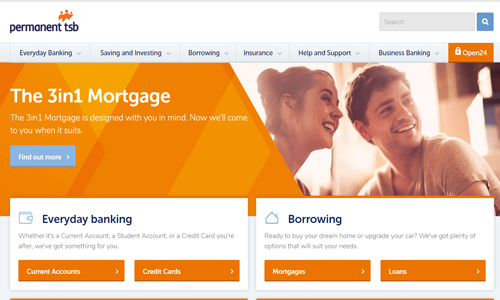 permanent tsb
Search
Everyday Banking Saving and Investing Borrowing Insurance Help and Support Business Banking Open24
The 3in1 Mortgage
The 3in1 Mortgage is designed with you in mind. Now we'll come
to you when it suits.
Find out more
Everyday banking
Whether it's a Current Account, a Student Account, or a Credit Card you're
after, we've got something for you.
Current Accounts Credit Cards
Borrowing
Ready to buy your dream home or upgrade your car? We've got plenty of
options that will suit your needs.
Mortgages Loans